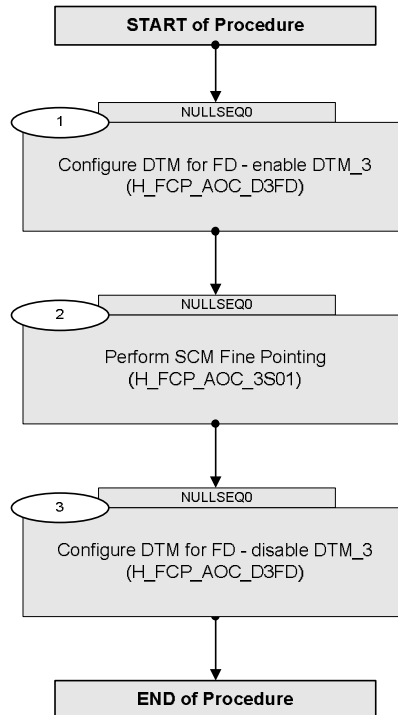 START of Procedure
NULLSEQ0
1
Configure DTM for FD - enable DTM_3
(H_FCP_AOC_D3FD)
NULLSEQ0
2
Perform SCM Fine Pointing
(H_FCP_AOC_3S01)
NULLSEQ0
3
Configure DTM for FD - disable DTM_3
(H_FCP_AOC_D3FD)
END of Procedure